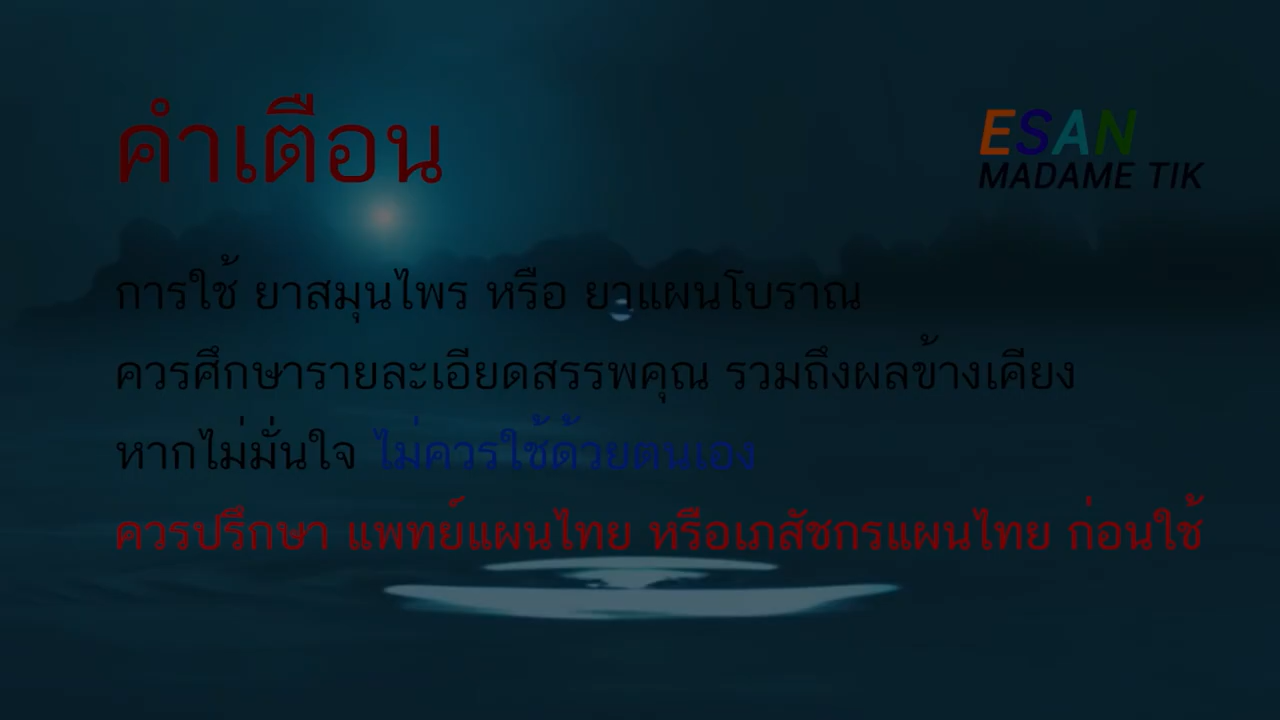 คำเตือน
ESAN
MADAME TIK
การใช้ ยาสมุนไพร หรือ ยาแผนโบราณ
ควรศึกษารายละเอียดสรรพคุณ รวมถึงผลข้างเคียง
หากไม่มั่นใจ ไม่ควรใช้ด้วยตนเอง
ควรปรึกษา แพทย์แผนไทย หรือเภสัชกรแผนไทย ก่อนใช้